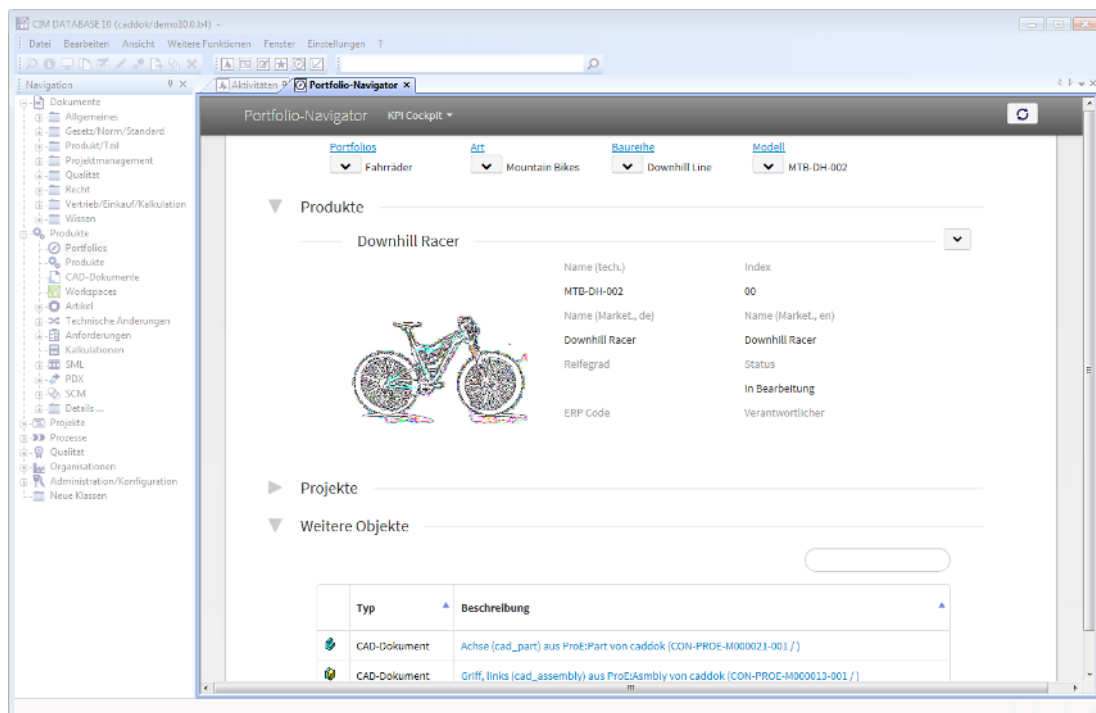 CIM DATABASE 10 (caddok/demo10.0.b4) -
Datei Bearbeiten Ansicht Weitere Funktionen Fenster Einstellungen ?
Navigation
Aktivitäten
Portfolio-Navigator
Dokumente
Allgemeines
Gesetz/Norm/Standard
Produkt/Teil
Projektmanagement
Qualität
Recht
Vertrieb/Einkauf/Kalkulation
Wissen
Produkte
Portfolios
Produkte
CAD-Dokumente
Workspaces
Artikel
Technische Änderungen
Anforderungen
Kalkulationen
SML
PDX
SCM
Details ...
Projekte
Prozesse
Qualität
Organisationen
Administration/Konfiguration
Neue Klassen
Portfolio-Navigator KPI Cockpit
Portfolios Art Baureihe Modell
Fahrräder Mountain Bikes Downhill Line MTB-DH-002
Produkte
Downhill Racer
Name (tech.) Index
MTB-DH-002 00
Name (Market., de) Name (Market., en)
Downhill Racer Downhill Racer
Reifegrad Status
In Bearbeitung
ERP Code Verantwortlicher
Projekte
Weitere Objekte
Typ Beschreibung
CAD-Dokument Achse (cad_part) aus ProE:Part von caddok (CON-PROE-M000021-001 / )
CAD-Dokument Griff, links (cad_assembly) aus ProE:Asmbly von caddok (CON-PROE-M000013-001 / )